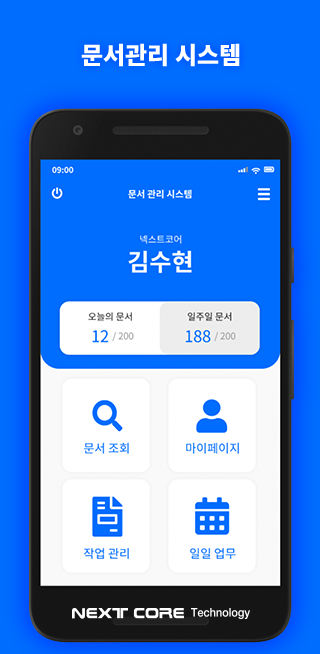 문서관리 시스템
09:00
문서 관리 시스템
넥스트코어
김수현
오늘의 문서 일주일 문서
12 / 200 188 / 200
문서 조회 마이페이지
작업 관리 일일 업무
NEXT CORE Technology